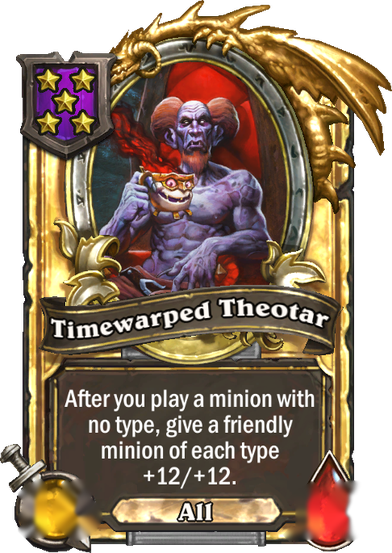 Timewarped Theotar
After you play a minion with
no type, give a friendly
minion of each type
+12/+12.
All